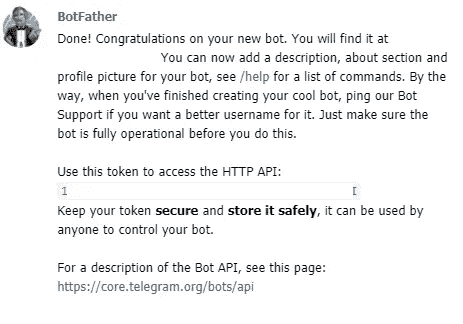 BotFather
Done! Congratulations on your new bot. You will find it at
You can now add a description, about section and
profile picture for your bot, see /help for a list of commands. By the
way, when you've finished creating your cool bot, ping our Bot
Support if you want a better username for it. Just make sure the
bot is fully operational before you do this.
Use this token to access the HTTP API:
1
Keep your token secure and store it safely, it can be used by
anyone to control your bot.
For a description of the Bot API, see this page:
https://core.telegram.org/bots/api